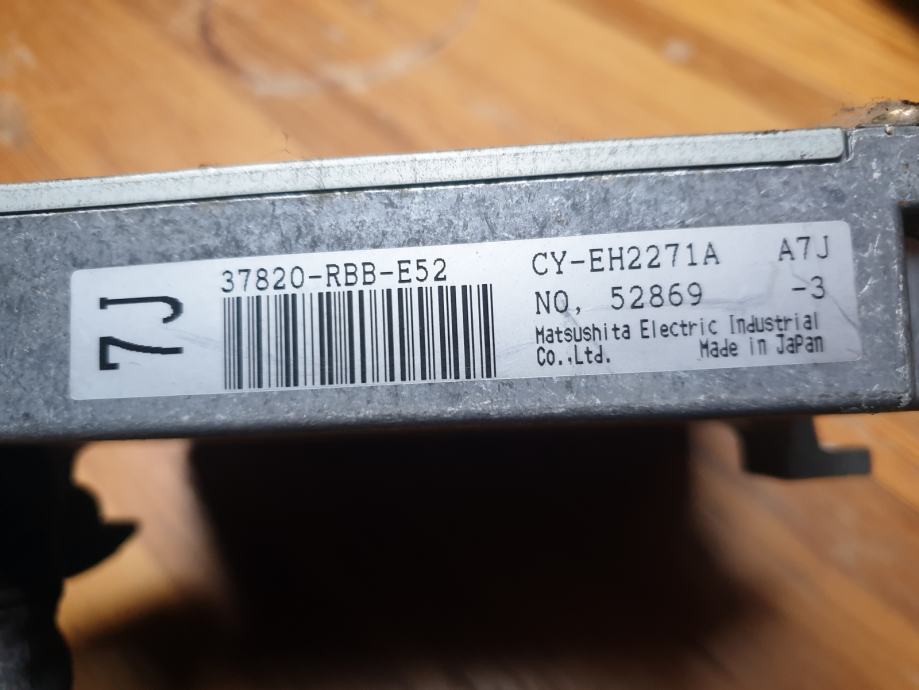 7J
37820-RBB-E52
CY-EH2271A A7J
NO, 52869 -3
Matsushita Electric Industrial
Co.,Ltd. Made in JaPan